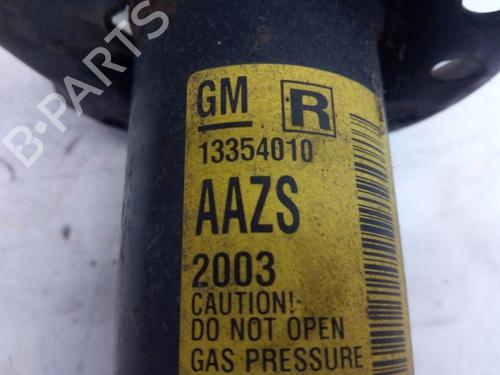 GM R
13354010
AAZS
2003
CAUTION!
DO NOT OPEN
GAS PRESSURE
B-PARTS